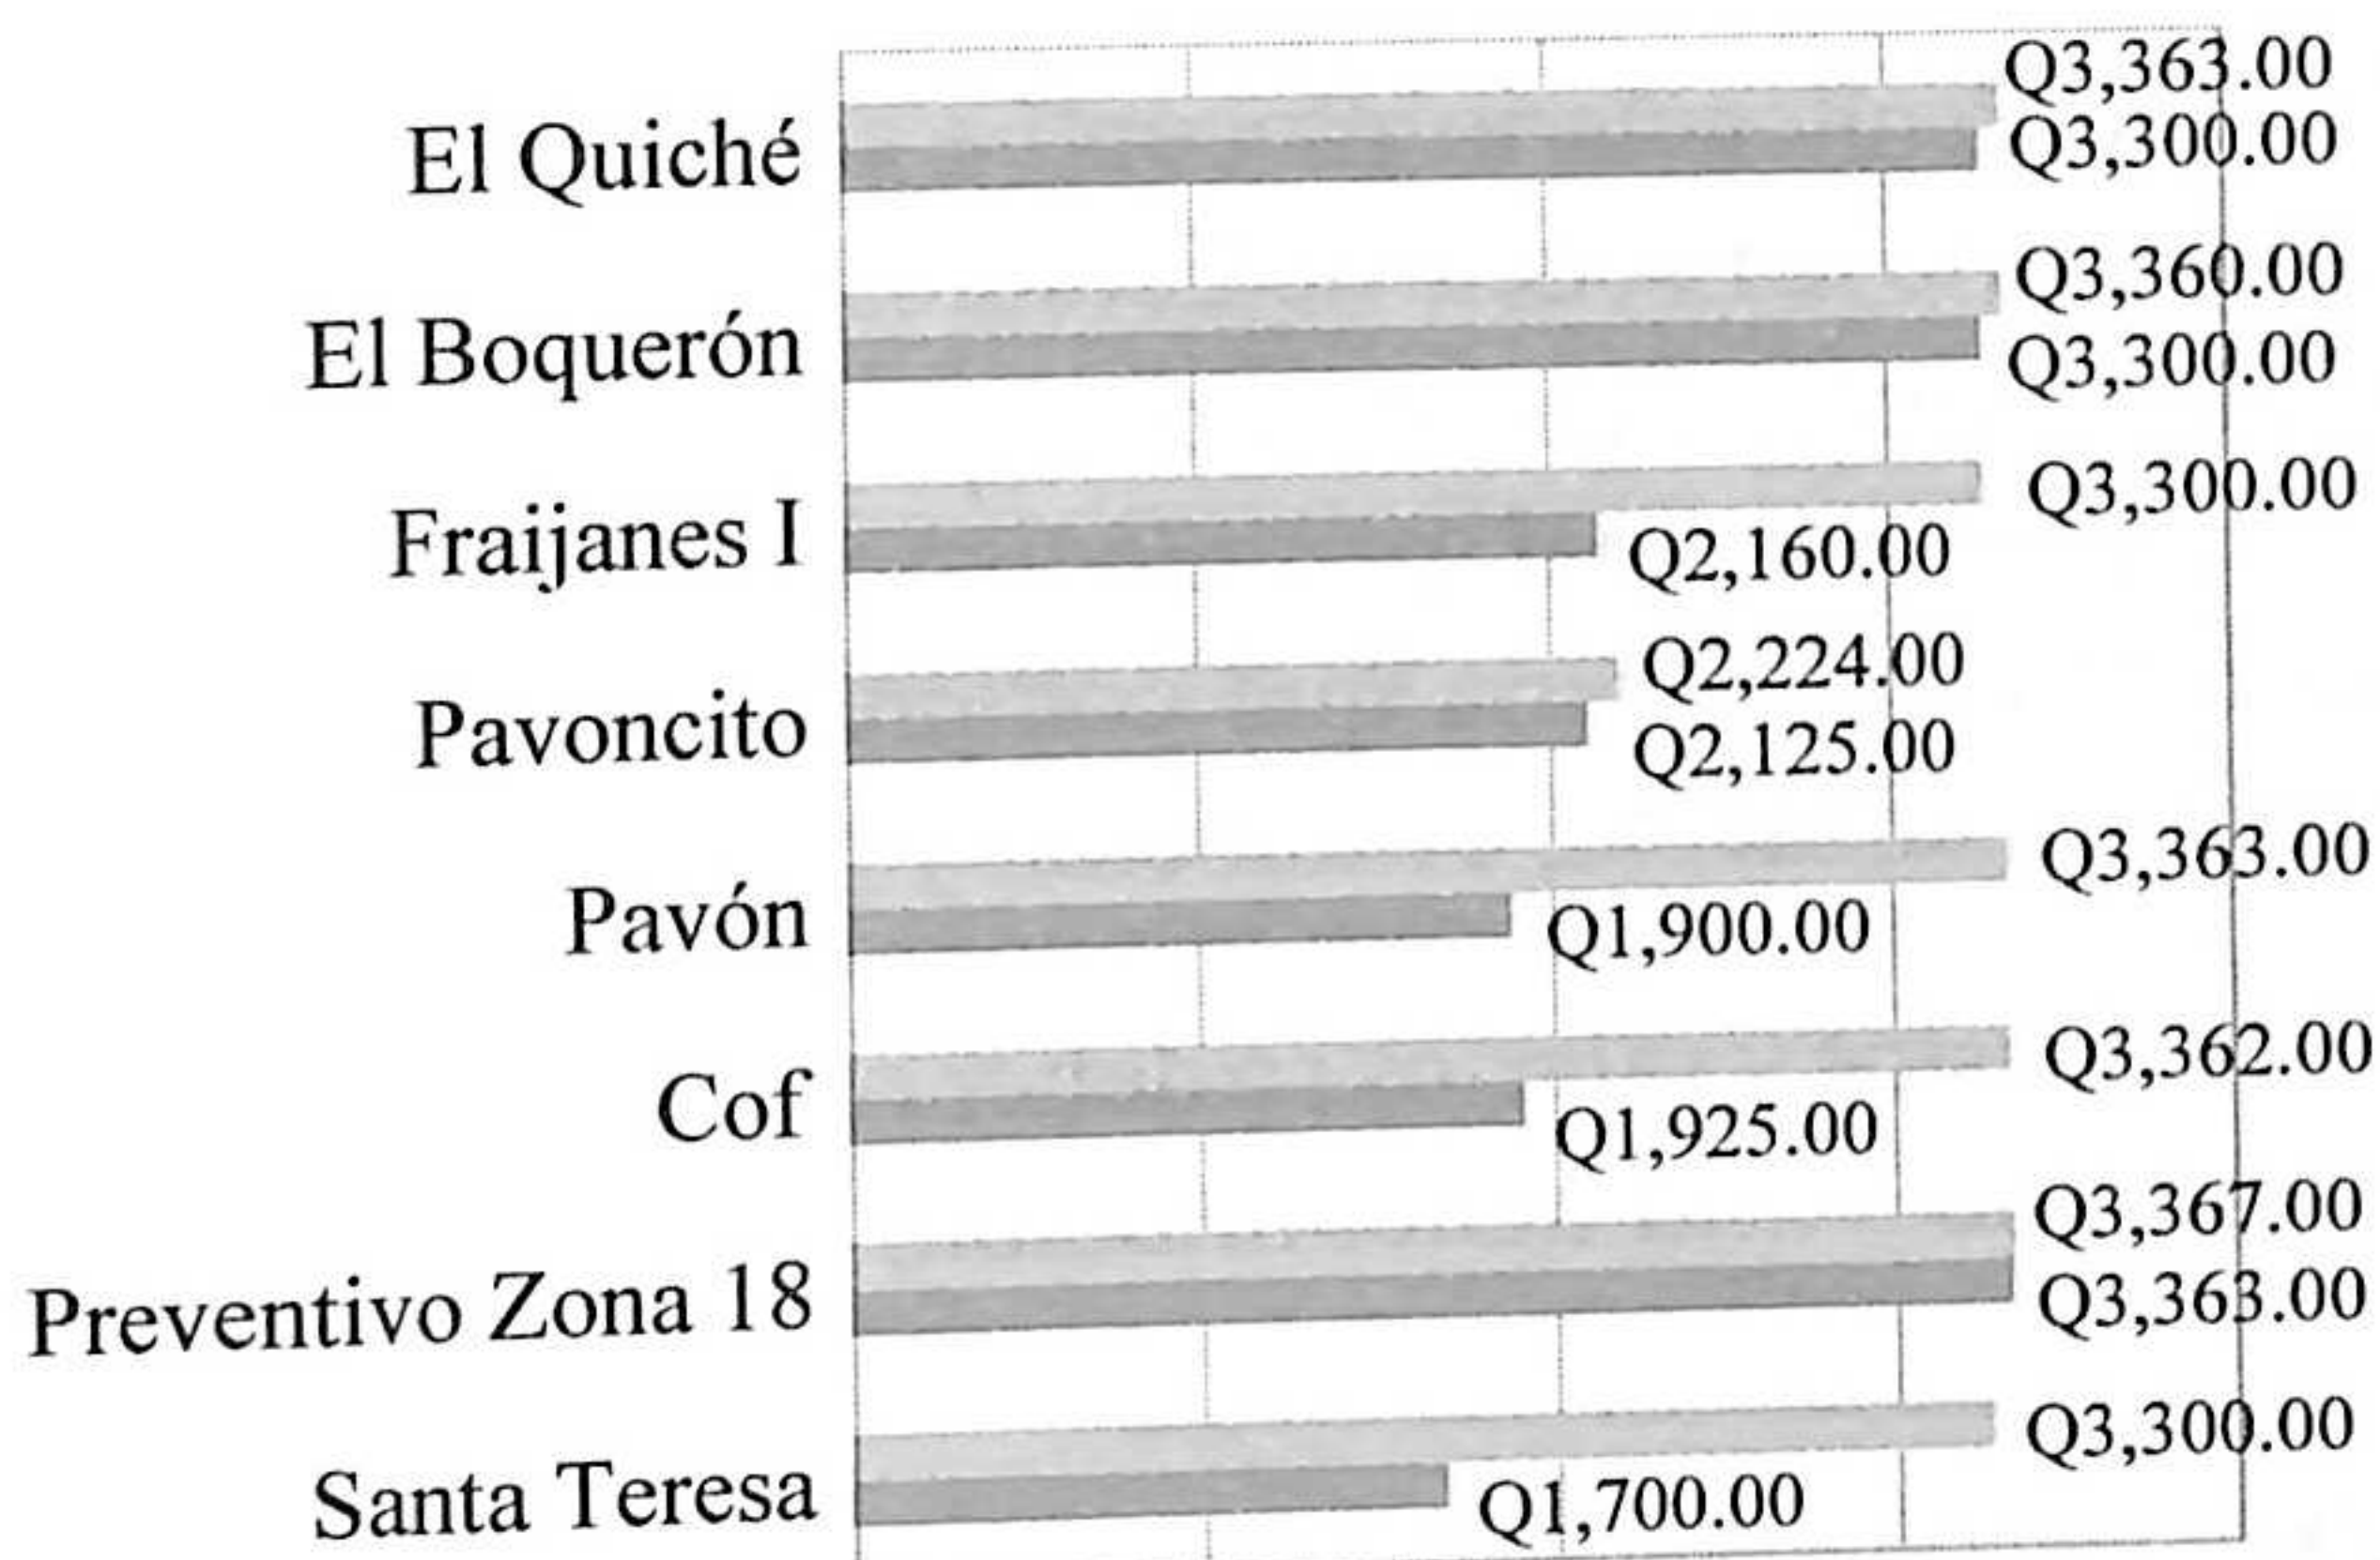 Q3,363.00
El Quiché
Q3,300.00
Q3,360.00
El Boquerón
Q3,300.00
Q3,300.00
Fraijanes I
Q2,160.00
Q2,224.00
Pavoncito
Q2,125.00
Q3,363.00
Pavón
Q1,900.00
Q3,362.00
Cof
Q1,925.00
Q3,367.00
Preventivo Zona 18
Q3,363.00
Q3,300.00
Santa Teresa
Q1,700.00